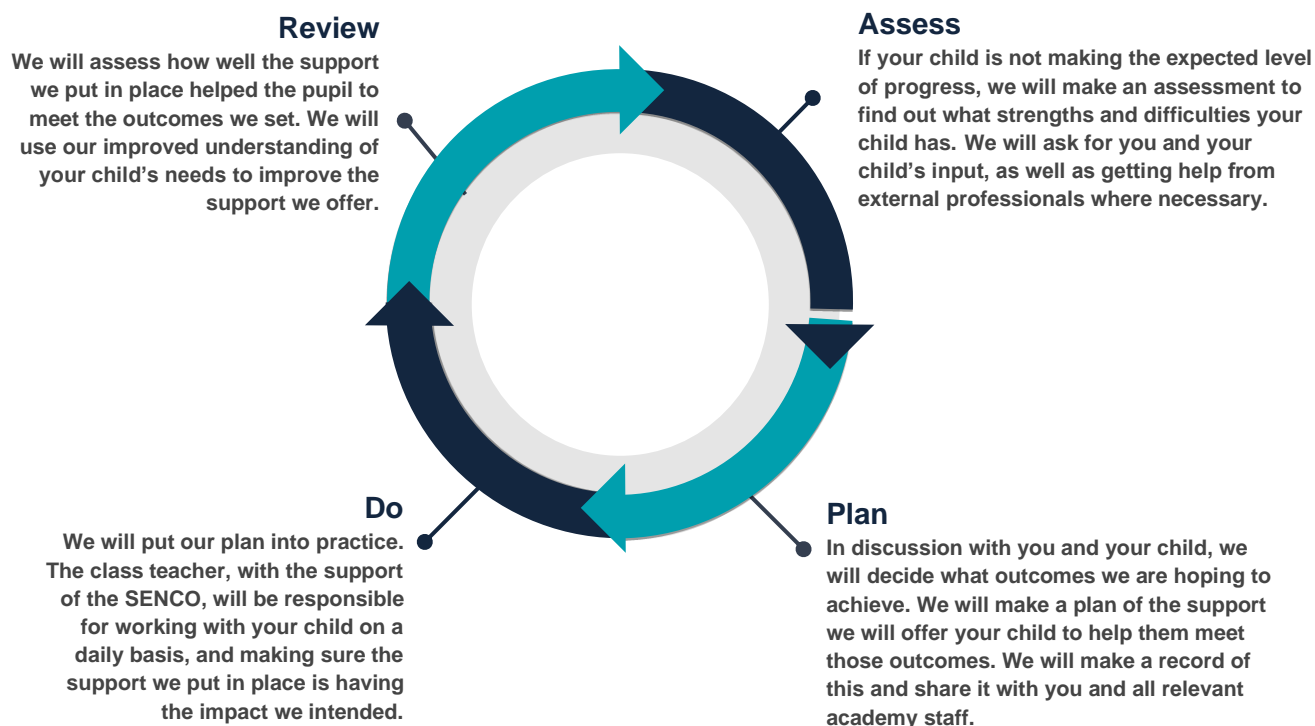 Review
We will assess how well the support
we put in place helped the pupil to
meet the outcomes we set. We will
use our improved understanding of
your child’s needs to improve the
support we offer.
Assess
If your child is not making the expected level
of progress, we will make an assessment to
find out what strengths and difficulties your
child has. We will ask for you and your
child’s input, as well as getting help from
external professionals where necessary.
Do
We will put our plan into practice.
The class teacher, with the support
of the SENCO, will be responsible
for working with your child on a
daily basis, and making sure the
support we put in place is having
the impact we intended.
Plan
In discussion with you and your child, we
will decide what outcomes we are hoping to
achieve. We will make a plan of the support
we will offer your child to help them meet
those outcomes. We will make a record of
this and share it with you and all relevant
academy staff.